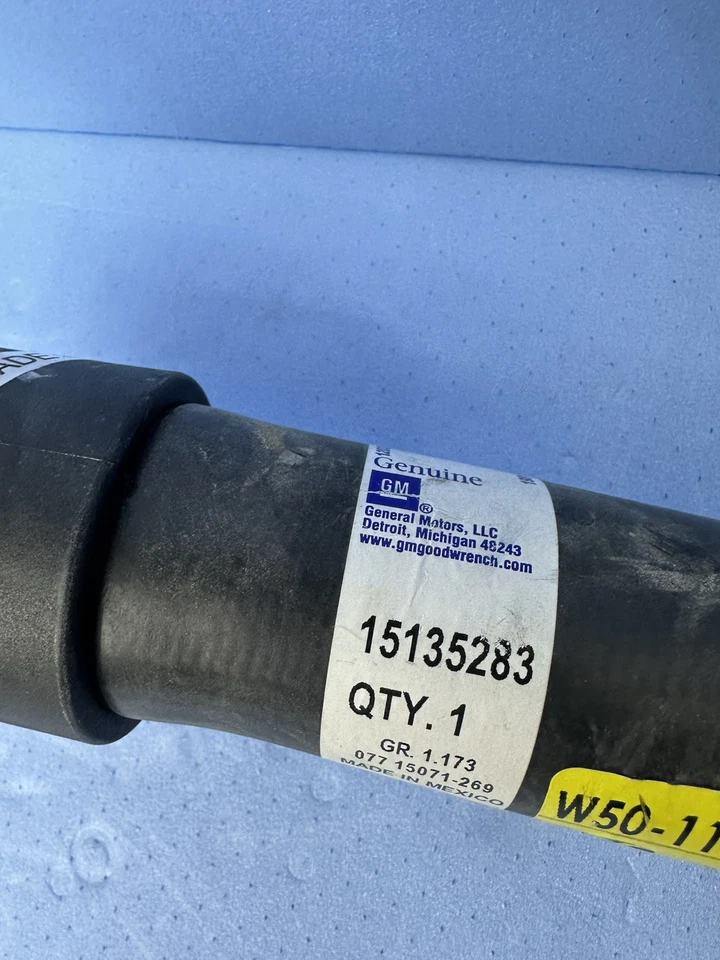 ADE
Genuine
GM ®
General Motors, LLC
Detroit, Michigan 48243
www.gmgoodwrench.com
15135283
QTY. 1
GR. 1.173
077 15071-269
MADE IN MEXICO
W50-11